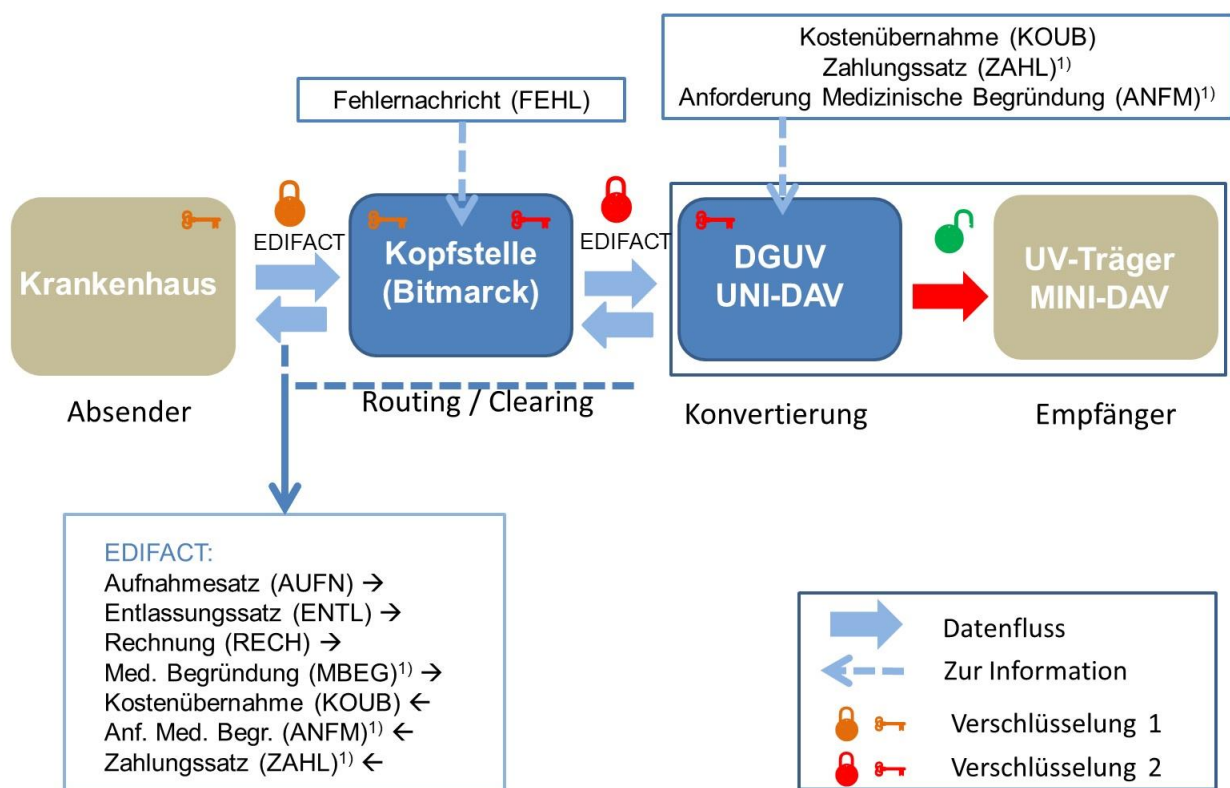 Kostenübernahme (KOUB)
Zahlungssatz (ZAHL)¹⁾
Anforderung Medizinische Begründung (ANFM)¹⁾
Fehlernachricht (FEHL)
EDIFACT
EDIFACT
Krankenhaus
Kopfstelle
(Bitmarck)
DGUV
UNI-DAV
UV-Träger
MINI-DAV
Absender
Routing / Clearing
Konvertierung
Empfänger
EDIFACT:
Aufnahmesatz (AUFN) →
Entlassungssatz (ENTL) →
Rechnung (RECH) →
Med. Begründung (MBEG)¹⁾ →
Kostenübernahme (KOUB) ←
Anf. Med. Begr. (ANFM)¹⁾ ←
Zahlungssatz (ZAHL)¹⁾ ←
Datenfluss
Zur Information
Verschlüsselung 1
Verschlüsselung 2